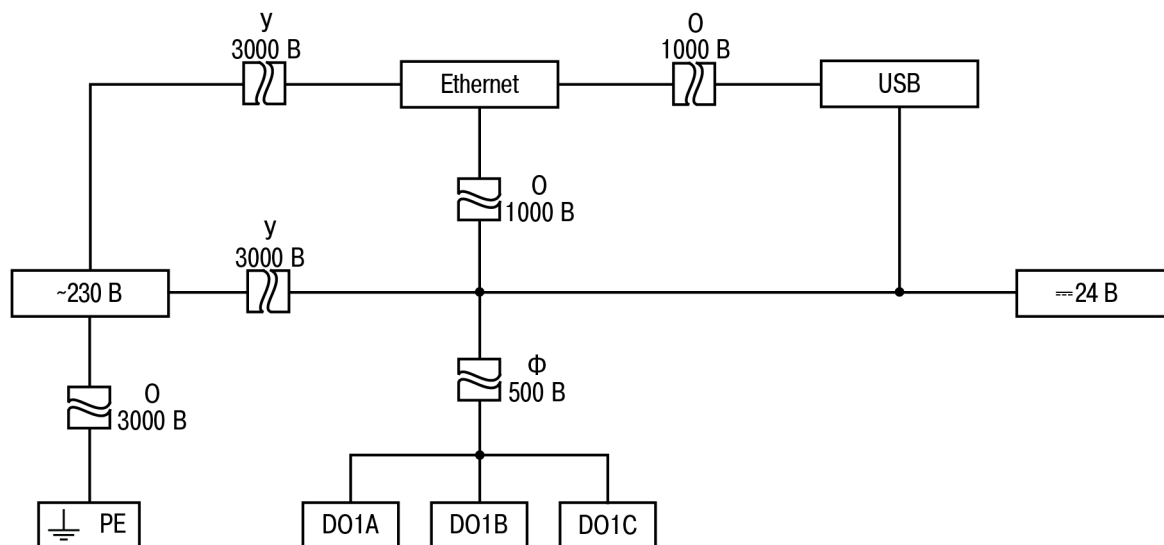 у
3000 В
О
1000 В
Ethernet
USB
О
1000 В
у
3000 В
~230 В
⎓24 В
О
3000 В
Ф
500 В
PE
DO1A
DO1B
DO1C